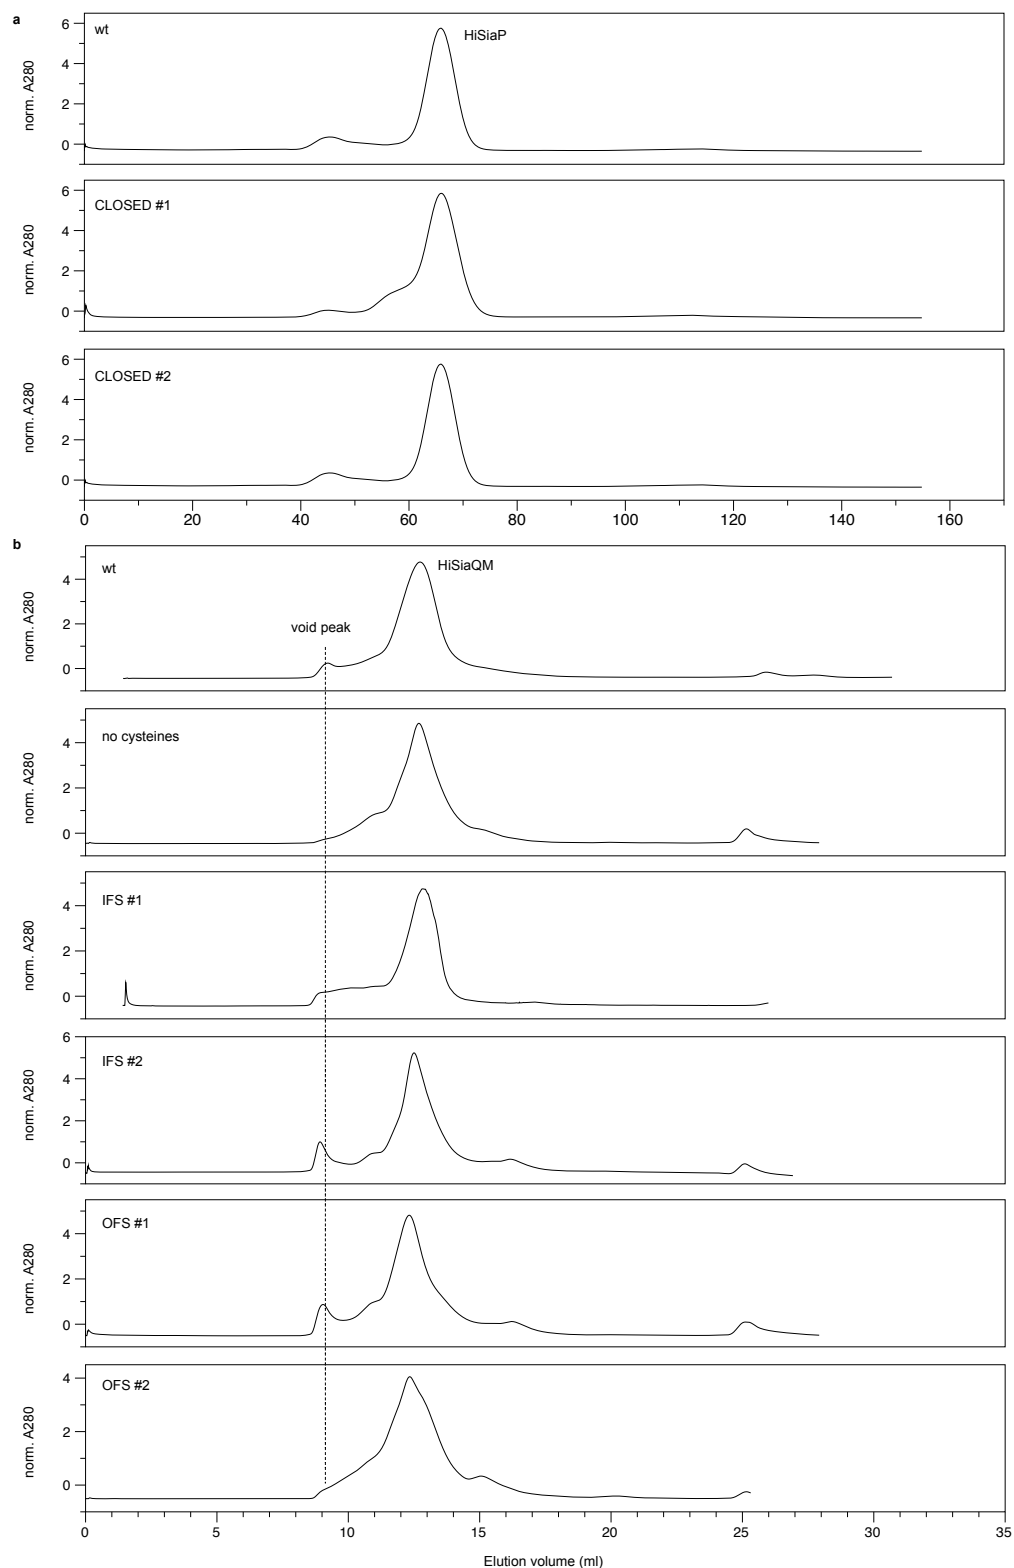 a
wt
HiSiaP
norm. A280
6
4
2
0
CLOSED #1
norm. A280
6
4
2
0
CLOSED #2
norm. A280
6
4
2
0
0 20 40 60 80 100 120 140 160
b
wt
HiSiaQM
void peak
norm. A280
4
2
0
no cysteines
norm. A280
4
2
0
IFS #1
norm. A280
4
2
0
IFS #2
norm. A280
6
4
2
0
OFS #1
norm. A280
4
2
0
OFS #2
norm. A280
4
2
0
0 5 10 15 20 25 30 35
Elution volume (ml)